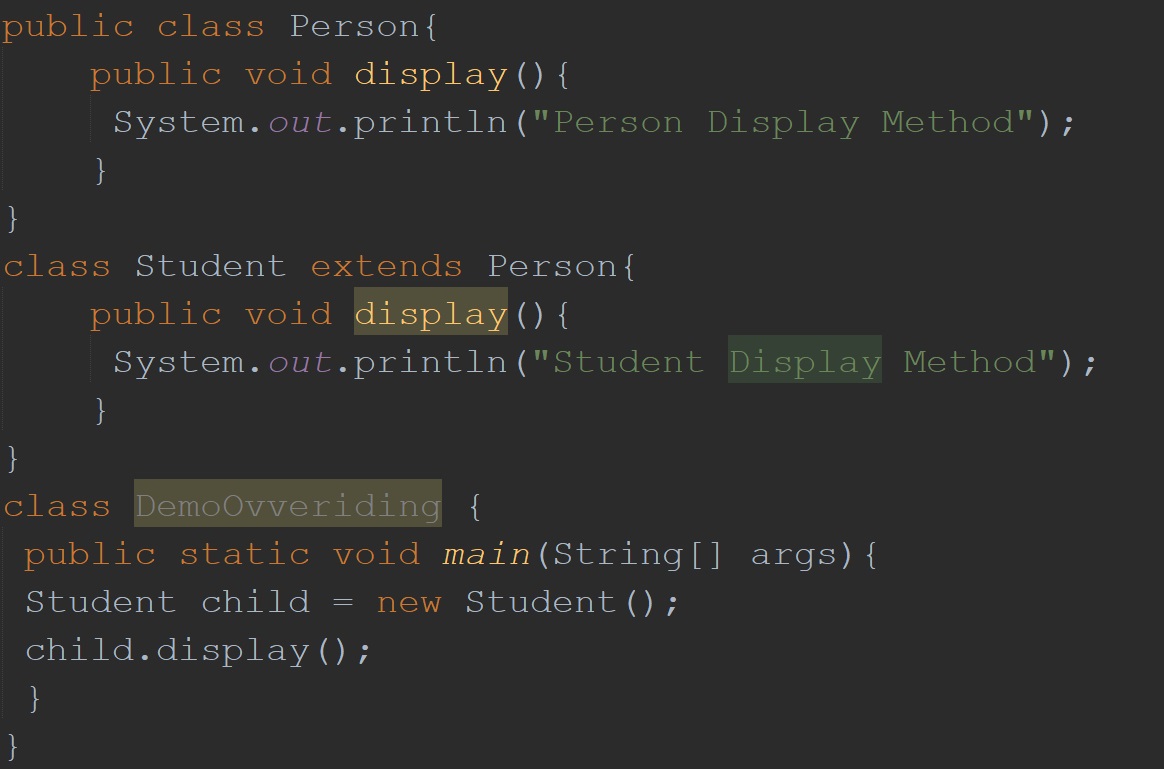 public class Person{
    public void display(){
     System.out.println("Person Display Method");
    }
}
class Student extends Person{
    public void display(){
     System.out.println("Student Display Method");
    }
}
class DemoOvveriding {
 public static void main(String[] args){
 Student child = new Student();
 child.display();
 }
}